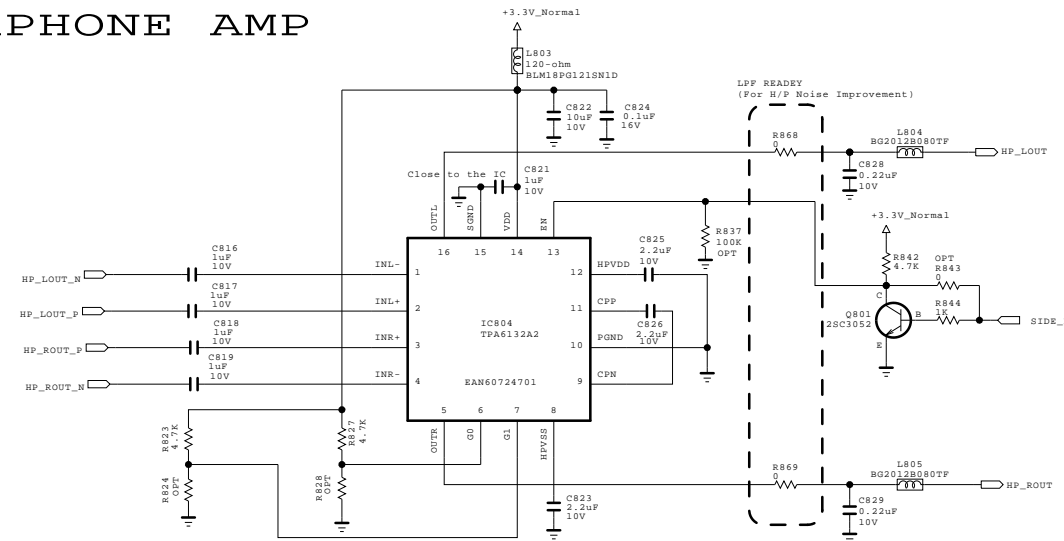 PHONE AMP
+3.3V_Normal
L803
120-ohm
BLM18PG121SN1D
C822
10uF
10V
C824
0.1uF
16V
LPF READEY
(For H/P Noise Improvement)
R868
0
L804
BG2012B080TF
HP_LOUT
C828
0.22uF
10V
Close to the IC
C821
1uF
10V
OUTL
SGND
VDD
EN
16
15
14
13
R837
100K
OPT
+3.3V_Normal
R842
4.7K
OPT
R843
0
R844
1K
Q801
2SC3052
C
B
E
SIDE_
C816
1uF
10V
HP_LOUT_N
INL-
1
C817
1uF
10V
HP_LOUT_P
INL+
2
C818
1uF
10V
HP_ROUT_P
INR+
3
C819
1uF
10V
HP_ROUT_N
INR-
4
IC804
TPA6132A2
EAN60724701
12
HPVDD
C825
2.2uF
10V
11
CPP
C826
2.2uF
10V
10
PGND
9
CPN
5
6
7
8
OUTR
G0
G1
HPVSS
R823
4.7K
R824
OPT
R827
4.7K
R828
OPT
C823
2.2uF
10V
R869
0
L805
BG2012B080TF
HP_ROUT
C829
0.22uF
10V